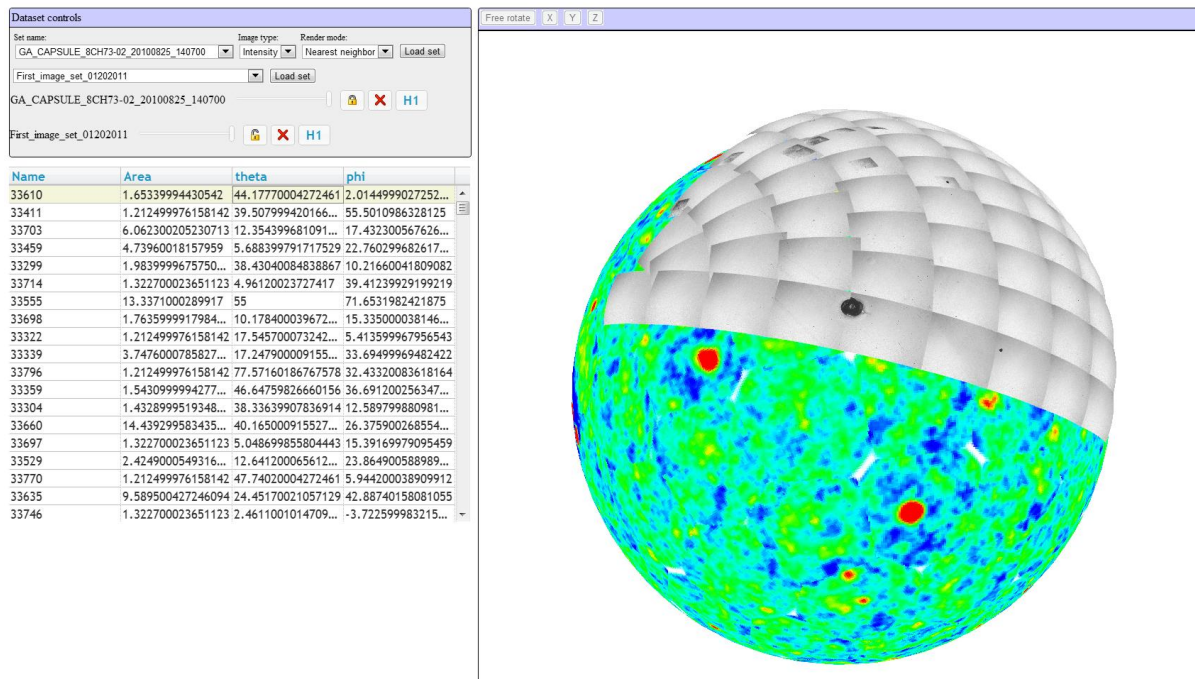 Dataset controls
Set name: Image type: Render mode:
GA_CAPSULE_8CH73-02_20100825_140700 Intensity Nearest neighbor Load set
First_image_set_01202011 Load set
GA_CAPSULE_8CH73-02_20100825_140700 H1
First_image_set_01202011 H1
Free rotate X Y Z
Name Area theta phi
33610 1.65339994430542 44.17770004272461 2.0144999027252...
33411 1.212499976158142 39.507999420166... 55.5010986328125
33703 6.062300205230713 12.354399681091... 17.432300567626...
33459 4.73960018157959 5.688399791717529 22.760299682617...
33299 1.9839999675750... 38.43040084838867 10.21660041809082
33714 1.322700023651123 4.96120023727417 39.41239929199219
33555 13.3371000289917 55 71.6531982421875
33698 1.7635999917984... 10.178400039672... 15.335000038146...
33322 1.212499976158142 17.545700073242... 5.413599967956543
33339 3.7476000785827... 17.247900009155... 33.69499969482422
33796 1.212499976158142 77.57160186767578 32.43320083618164
33359 1.5430999994277... 46.64759826660156 36.691200256347...
33304 1.4328999519348... 38.33639907836914 12.589799880981...
33660 14.439299583435... 40.165000915527... 26.375900268554...
33697 1.322700023651123 5.048699855804443 15.39169979095459
33529 2.4249000549316... 12.641200065612... 23.864900588989...
33770 1.212499976158142 47.74020004272461 5.944200038909912
33635 9.589500427246094 24.45170021057129 42.88740158081055
33746 1.322700023651123 2.4611001014709... -3.722599983215...